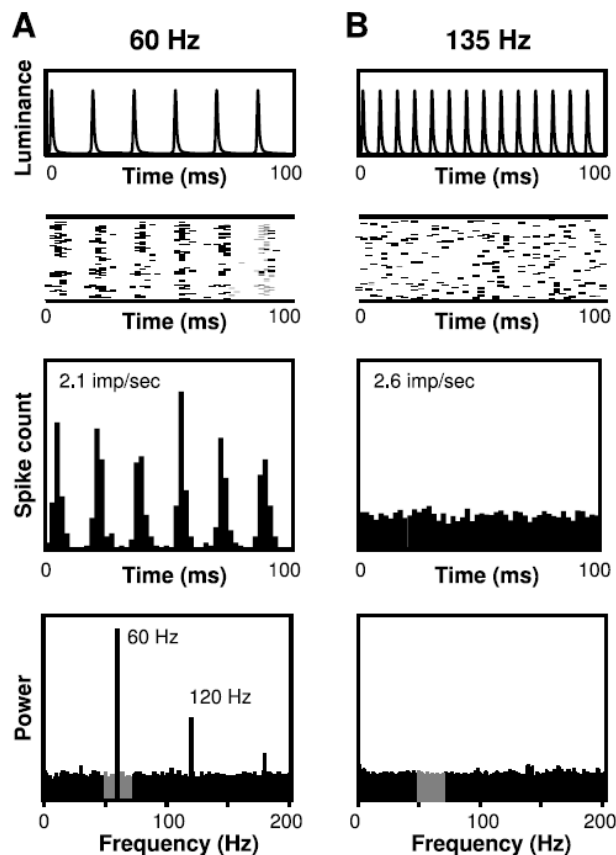 A
60 Hz
Luminance
0 100
Time (ms)
0 100
Time (ms)
2.1 imp/sec
Spike count
0 100
Time (ms)
60 Hz
120 Hz
Power
0 100 200
Frequency (Hz)
B
135 Hz
0 100
Time (ms)
0 100
Time (ms)
2.6 imp/sec
0 100
Time (ms)
0 100 200
Frequency (Hz)